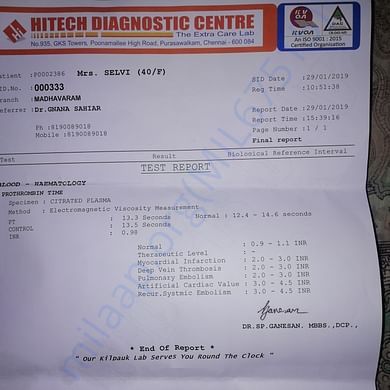 HITECH DIAGNOSTIC CENTRE
The Extra Care Lab
No.935, GKS Towers, Poonamallee High Road, Purasawalkam, Chennai - 600 084
ILVOA
An ISO 9001 : 2015
Certified Organisation
atient : P0002386 Mrs. SELVI (40/F)
ID.No. : 000333
ranch : MADHAVARAM
eferrer : Dr.GNANA SAHIAR
SID Date : 29/01/2019
Reg Time : 10:51:38
Ph : 8190089018
Mobile : 8190089018
Report Date : 29/01/2019
Report Time : 15:39:16
Page Number : 1 / 1
Final report
Test Result Biological Reference Interval
TEST REPORT
BLOOD - HAEMATOLOGY
PROTHROMBIN TIME
Specimen : CITRATED PLASMA
Method : Electromagnetic Viscosity Measurement
PT : 13.3 Seconds Normal : 12.4 - 14.6 seconds
CONTROL : 13.5 Seconds
INR : 0.98
Normal : 0.9 - 1.1 INR
Therapeutic Level : -
Myocardial Infarction : 2.0 - 3.0 INR
Deep Vein Thrombosis : 2.0 - 3.0 INR
Pulmonary Embolism : 2.0 - 3.0 INR
Artificial Cardiac Value : 3.0 - 4.5 INR
Recur.Systmic Embolism : 3.0 - 4.5 INR
Ganesan
DR.SP.GANESAN. MBBS.,DCP.,
* End Of Report *
" Our Kilpauk Lab Serves You Round The Clock "